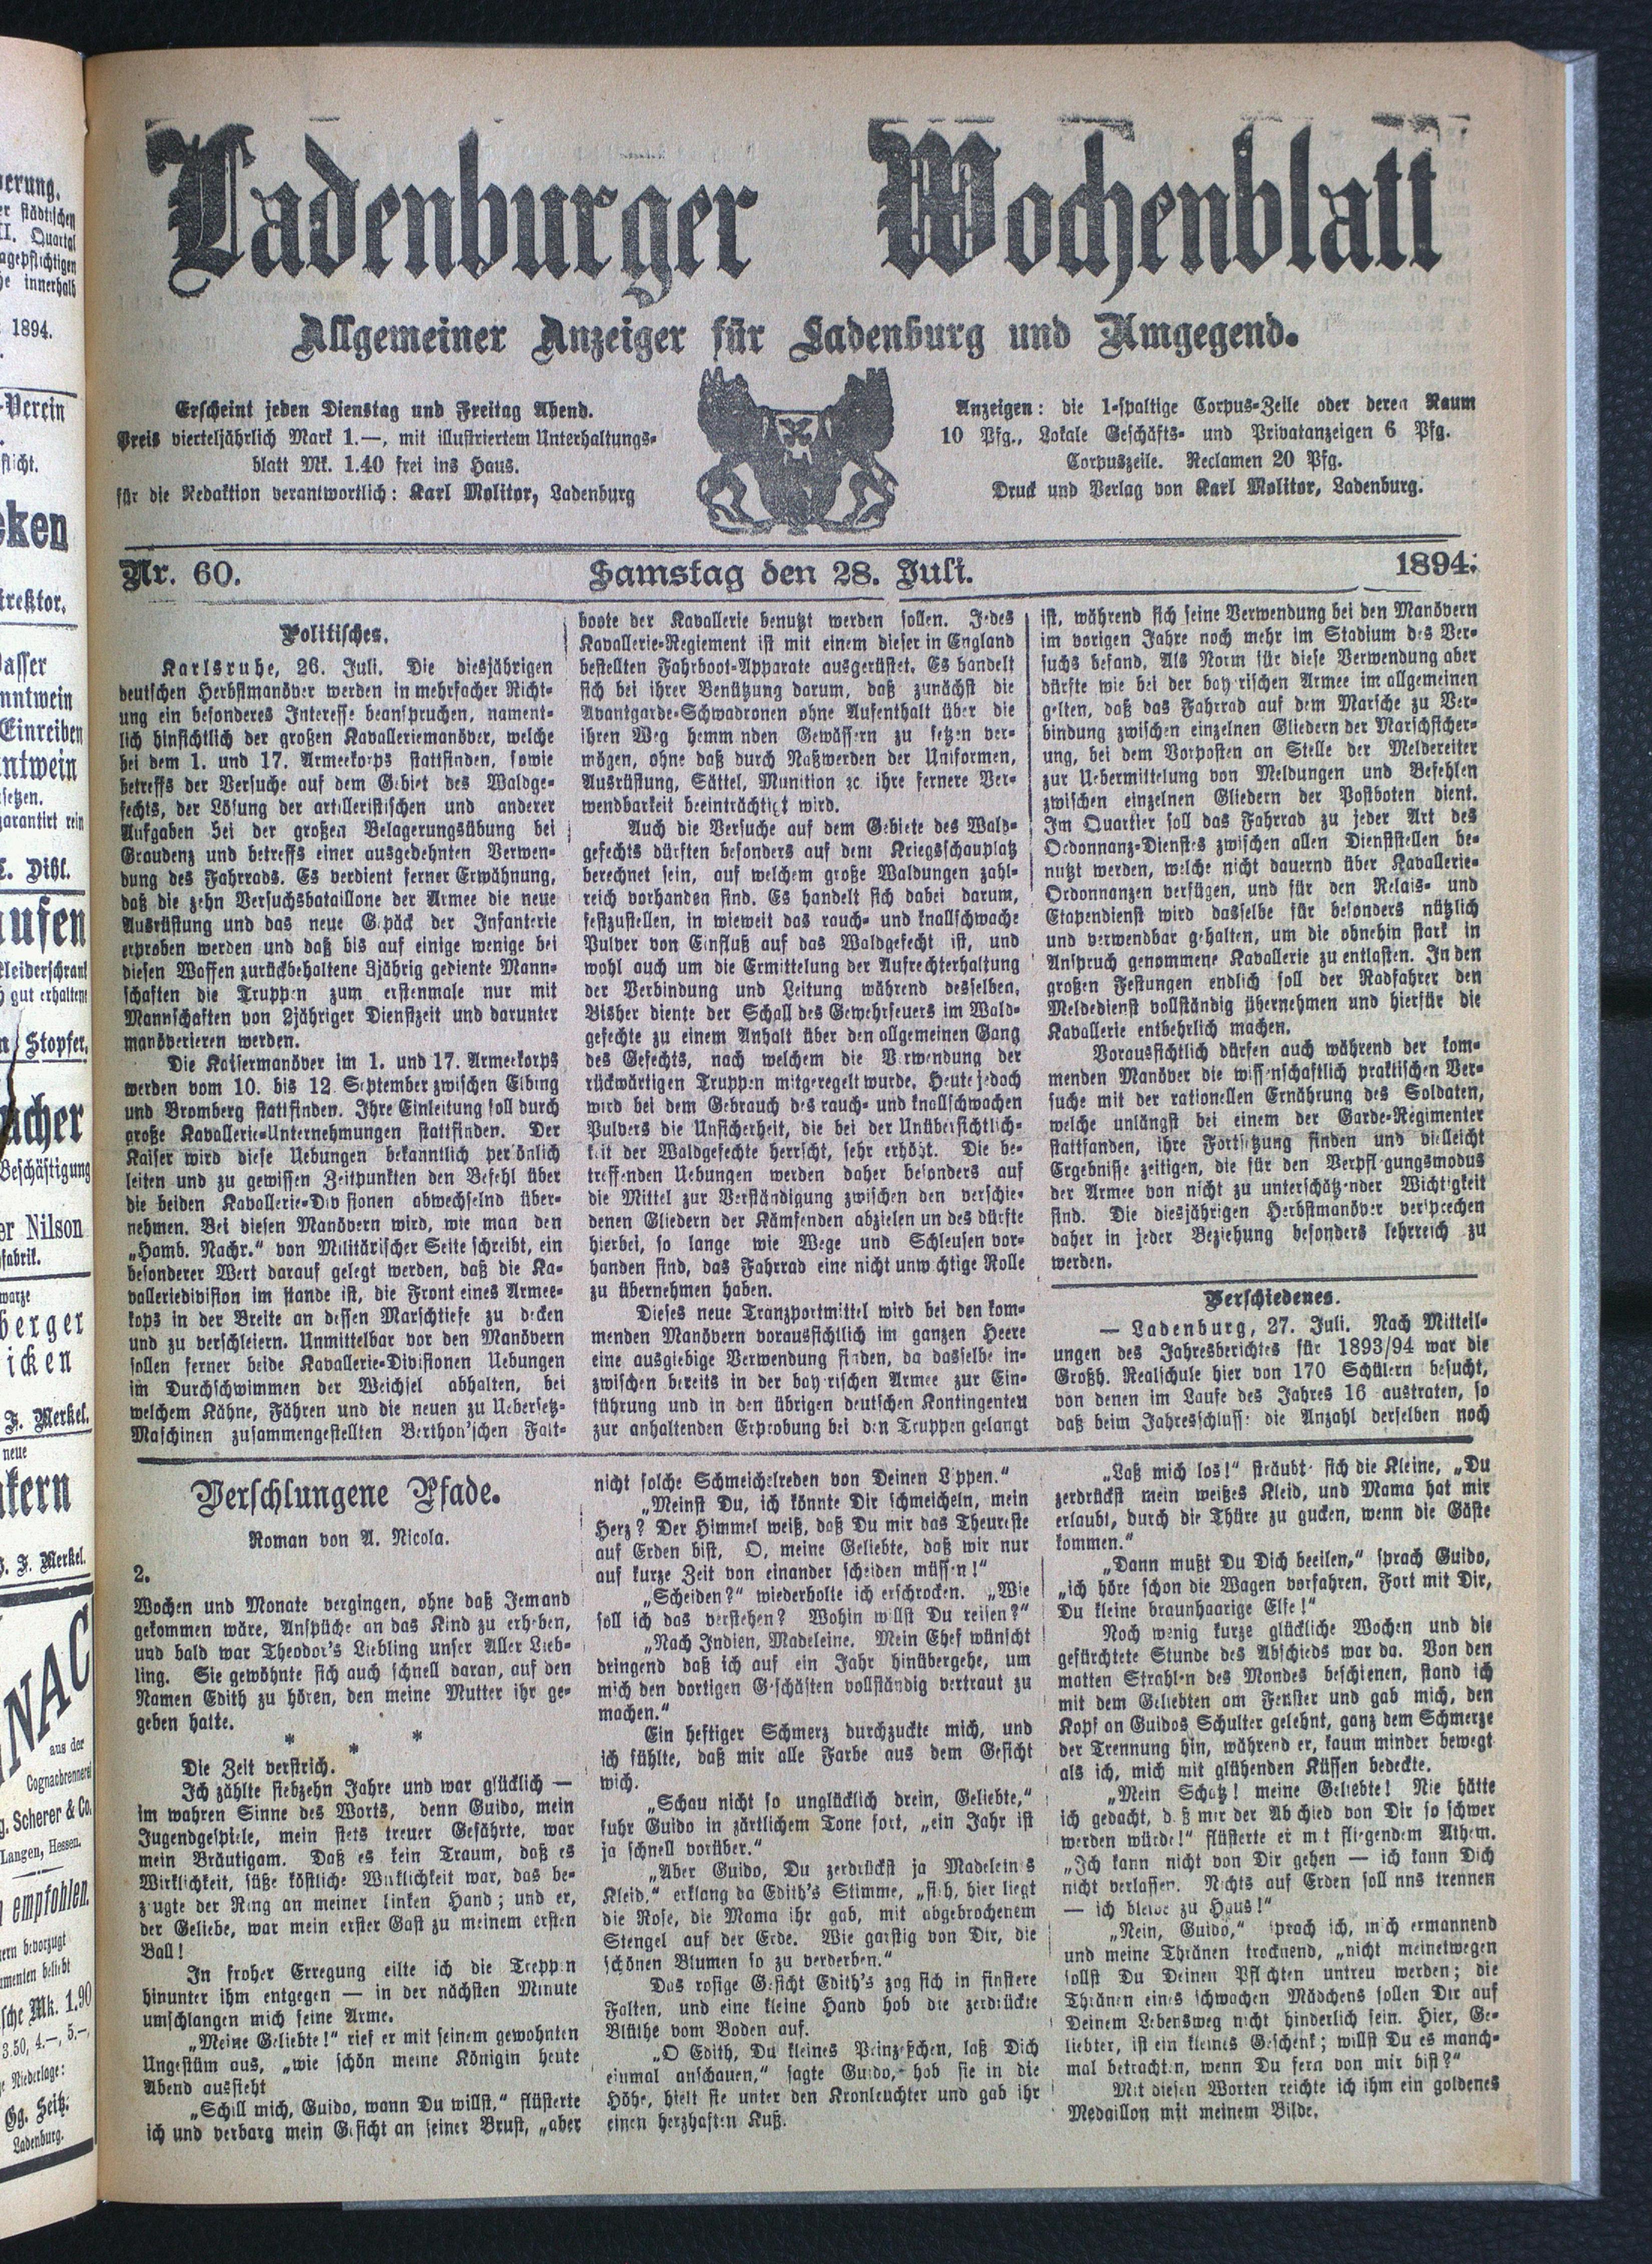 Ladenburger Wochenblatt
Allgemeiner Anzeiger für Ladenburg und Umgegend.
Erscheint jeden Dienstag und Freitag Abend.
Preis vierteljährlich Mark 1.—, mit illustriertem Unterhaltungs-
blatt Mk. 1.40 frei ins Haus.
für die Redaktion verantwortlich: Karl Molitor, Ladenburg
Anzeigen: die 1-spaltige Corpus-Zeile oder deren Raum
10 Pfg., Lokale Geschäfts- und Privatanzeigen 6 Pfg.
Corpuszeile. Reclamen 20 Pfg.
Druck und Verlag von Karl Molitor, Ladenburg.
Nr. 60.
Samstag den 28. Juli.
1894.
Politisches.
Karlsruhe, 26. Juli. Die diesjährigen
deutschen Herbstmanöver werden in mehrfacher Richt-
ung ein besonderes Interesse beanspruchen, nament-
lich hinsichtlich der großen Kavalleriemanöver, welche
bei dem 1. und 17. Armeekorps stattfinden, sowie
betreffs der Versuche auf dem Gebiet des Waldge-
fechts, der Lösung der artilleristischen und anderer
Aufgaben bei der großen Belagerungsübung bei
Graudenz und betreffs einer ausgedehnten Verwen-
dung des Fahrrads. Es verdient ferner Erwähnung,
daß die zehn Versuchsbataillone der Armee die neue
Ausrüstung und das neue Gepäck der Infanterie
erproben werden und daß bis auf einige wenige bei
diesen Waffen zurückbehaltene 3jährig gediente Mann-
schaften die Truppen zum erstenmale nur mit
Mannschaften von 2jähriger Dienstzeit und darunter
manöverieren werden.
Die Kaisermanöver im 1. und 17. Armeekorps
werden vom 10. bis 12. September zwischen Elbing
und Bromberg stattfinden. Ihre Einleitung soll durch
große Kavallerie-Unternehmungen stattfinden. Der
Kaiser wird diese Uebungen bekanntlich persönlich
leiten und zu gewissen Zeitpunkten den Befehl über
die beiden Kavallerie-Divisionen abwechselnd über-
nehmen. Bei diesen Manövern wird, wie man den
„Hamb. Nachr.“ von Militärischer Seite schreibt, ein
besonderer Wert darauf gelegt werden, daß die Ka-
valleriedivision im stande ist, die Front eines Armee-
kops in der Breite an dessen Marschtiefe zu decken
und zu verschleiern. Unmittelbar vor den Manövern
sollen ferner beide Kavallerie-Divisionen Uebungen
im Durchschwimmen der Weichsel abhalten, bei
welchem Kähne, Fähren und die neuen zu Uebersetz-
Maschinen zusammengestellten Berthon'schen Falt-
boote der Kavallerie benutzt werden sollen. Jedes
Kavallerie-Regiement ist mit einem dieser in England
bestellten Fahrboot-Apparate ausgerüstet. Es handelt
sich bei ihrer Benützung darum, daß zunächst die
Avantgarde-Schwadronen ohne Aufenthalt über die
ihren Weg hemmenden Gewässern zu setzen ver-
mögen, ohne daß durch Naßwerden der Uniformen,
Ausrüstung, Sättel, Munition ꝛc ihre fernere Ver-
wendbarkeit beeinträchtigt wird.
Auch die Versuche auf dem Gebiete des Wald-
gefechts dürften besonders auf dem Kriegsschauplatz
berechnet sein, auf welchem große Waldungen zahl-
reich vorhanden sind. Es handelt sich dabei darum,
festzustellen, in wieweit das rauch- und knallschwache
Pulver von Einfluß auf das Waldgefecht ist, und
wohl auch um die Ermittelung der Aufrechterhaltung
der Verbindung und Leitung während desselben.
Bisher diente der Schall des Gewehrfeuers im Wald-
gefechte zu einem Anhalt über den allgemeinen Gang
des Gefechts, nach welchem die Verwendung der
rückwärtigen Truppen mitgeregelt wurde. Heute jedoch
wird bei dem Gebrauch des rauch- und knallschwachen
Pulvers die Unsicherheit, die bei der Unübersichtlich-
keit der Waldgefechte herrscht, sehr erhöht. Die be-
treffenden Uebungen werden daher besonders auf
die Mittel zur Verständigung zwischen den verschie-
denen Gliedern der Kämfenden abzielen un des dürfte
hierbei, so lange wie Wege und Schleusen vor-
handen sind, das Fahrrad eine nicht unwichtige Rolle
zu übernehmen haben.
Dieses neue Tranzportmittel wird bei den kom-
menden Manövern voraussichtlich im ganzen Heere
eine ausgiebige Verwendung finden, da dasselbe in-
zwischen bereits in der bayrischen Armee zur Ein-
führung und in den übrigen deutschen Kontingenten
zur anhaltenden Erprobung bei den Truppen gelangt
ist, während sich seine Verwendung bei den Manövern
im vorigen Jahre noch mehr im Stadium des Ver-
suchs befand. Als Norm für diese Verwendung aber
dürfte wie bei der bayrischen Armee im allgemeinen
gelten, daß das Fahrrad auf dem Marsche zu Ver-
bindung zwischen einzelnen Gliedern der Marschsicher-
ung, bei dem Vorposten an Stelle der Meldereiter
zur Uebermittelung von Meldungen und Befehlen
zwischen einzelnen Gliedern der Postboten dient.
Im Quartier soll das Fahrrad zu jeder Art des
Ordonnanz-Dienstes zwischen allen Dienststellen be-
nutzt werden, welche nicht dauernd über Kavallerie-
Ordonnanzen verfügen, und für den Relais- und
Etapendienst wird dasselbe für besonders nützlich
und verwendbar gehalten, um die ohnehin stark in
Anspruch genommene Kavallerie zu entlasten. In den
großen Festungen endlich soll der Radfahrer den
Meldedienst vollständig übernehmen und hierfür die
Kavallerie entbehrlich machen.
Voraussichtlich dürfen auch während der kom-
menden Manöver die wissenschaftlich praktischen Ver-
suche mit der rationellen Ernährung des Soldaten,
welche unlängst bei einem der Garde-Regimenter
stattfanden, ihre Fortsetzung finden und vielleicht
Ergebnisse zeitigen, die für den Verpflegungsmodus
der Armee von nicht zu unterschätzender Wichtigkeit
sind. Die diesjährigen Herbstmanöver versprechen
daher in jeder Beziehung besonders lehrreich zu
werden.
Verschiedenes.
— Ladenburg, 27. Juli. Nach Mitteil-
ungen des Jahresberichtes für 1893/94 war die
Großh. Realschule hier von 170 Schülern besucht,
von denen im Laufe des Jahres 16 austraten, so
daß beim Jahresschlusse die Anzahl derselben noch
Verschlungene Pfade.
Roman von A. Nicola.
2.
Wochen und Monate vergingen, ohne daß Jemand
gekommen wäre, Anspüche an das Kind zu erheben,
und bald war Theodor's Liebling unser Aller Lieb-
ling. Sie gewöhnte sich auch schnell daran, auf den
Namen Edith zu hören, den meine Mutter ihr ge-
geben hatte.
* * *
Die Zeit verstrich.
Ich zählte siebzehn Jahre und war glücklich —
im wahren Sinne des Worts, denn Guido, mein
Jugendgespiele, mein stets treuer Gefährte, war
mein Bräutigam. Daß es kein Traum, daß es
Wirklichkeit, süße köstliche Wirklichkeit war, das be-
zeugte der Ring an meiner linken Hand; und er,
der Geliebe, war mein erster Gast zu meinem ersten
Ball!
In froher Erregung eilte ich die Treppen
hinunter ihm entgegen — in der nächsten Minute
umschlangen mich seine Arme.
„Meine Geliebte!“ rief er mit seinem gewohnten
Ungestüm aus, „wie schön meine Königin heute
Abend aussieht
„Schill mich, Guido, wann Du willst,“ flüsterte
ich und verbarg mein Gesicht an seiner Brust, „aber
nicht solche Schmeichelreden von Deinen Lippen.“
„Meinst Du, ich könnte Dir schmeicheln, mein
Herz? Der Himmel weiß, daß Du mir das Theureste
auf Erden bist. O, meine Geliebte, daß wir nur
auf kurze Zeit von einander scheiden müssen!“
„Scheiden?“ wiederholle ich erschrocken. „Wie
soll ich das verstehen? Wohin willst Du reisen?“
„Nach Indien, Madeleine. Mein Chef wünscht
dringend daß ich auf ein Jahr hinübergehe, um
mich den dortigen Geschäften vollständig vertraut zu
machen.“
Ein heftiger Schmerz durchzuckte mich, und
ich fühlte, daß mir alle Farbe aus dem Gesicht
wich.
„Schau nicht so unglücklich drein, Geliebte,“
fuhr Guido in zärtlichem Tone fort, „ein Jahr ist
ja schnell vorüber.“
„Aber Guido, Du zerdrückst ja Madelein's
Kleid,“ erklang da Edith's Stimme, „sieh, hier liegt
die Rose, die Mama ihr gab, mit abgebrochenem
Stengel auf der Erde. Wie garstig von Dir, die
schönen Blumen so zu verderben.“
Das rosige Gesicht Edith's zog sich in finstere
Falten, und eine kleine Hand hob die zerdrückte
Blüthe vom Boden auf.
„O Edith, Du kleines Prinzeßchen, laß Dich
einmal anschauen,“ sagte Guido, hob sie in die
Höhe, hielt sie unter den Kronleuchter und gab ihr
einen herzhaften Kuß.
„Laß mich los!“ sträubt sich die Kleine, „Du
zerdrückst mein weißes Kleid, und Mama hat mir
erlaubt, durch die Thüre zu gucken, wenn die Gäste
kommen.“
„Dann mußt Du Dich beeilen,“ sprach Guido,
„ich höre schon die Wagen vorfahren. Fort mit Dir,
Du kleine braunhaarige Elfe!“
Noch wenig kurze glückliche Wochen und die
gefürchtete Stunde des Abschieds war da. Von den
matten Strahlen des Mondes beschienen, stand ich
mit dem Geliebten am Fenster und gab mich, den
Kopf an Guidos Schulter gelehnt, ganz dem Schmerze
der Trennung hin, während er, kaum minder bewegt
als ich, mich mit glühenden Küssen bedeckte.
„Mein Schatz! meine Geliebte! Nie hätte
ich gedacht, daß mir der Abschied von Dir so schwer
werden würde!“ flüsterte er mit fliegendem Athem.
„Ich kann nicht von Dir gehen — ich kann Dich
nicht verlassen. Nichts auf Erden soll nns trennen
— ich bleibe zu Haus!“
„Nein, Guido,“ sprach ich, mich ermannend
und meine Thränen trocknend, „nicht meinetwegen
sollst Du Deinen Pflichten untreu werden; die
Thränen eines schwachen Mädchens sollen Dir auf
Deinem Lebensweg nicht hinderlich sein. Hier, Ge-
liebter, ist ein kleines Geschenk; willst Du es manch-
mal betrachten, wenn Du fern von mir bist?“
Mit diesen Worten reichte ich ihm ein goldenes
Medaillon mit meinem Bilde.